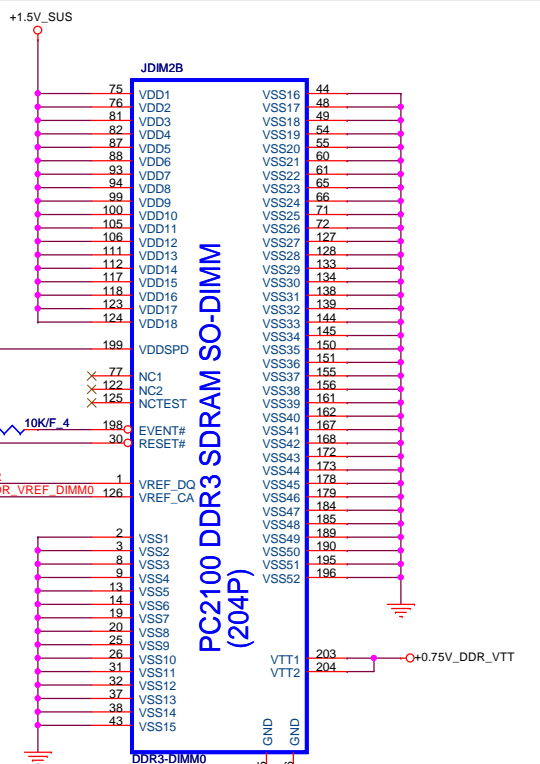 +1.5V_SUS
JDIM2B
75 VDD1 VSS16 44
76 VDD2 VSS17 48
81 VDD3 VSS18 49
82 VDD4 VSS19 54
87 VDD5 VSS20 55
88 VDD6 VSS21 60
93 VDD7 VSS22 61
94 VDD8 VSS23 65
99 VDD9 VSS24 66
100 VDD10 VSS25 71
105 VDD11 VSS26 72
106 VDD12 VSS27 127
111 VDD13 VSS28 128
112 VDD14 VSS29 133
117 VDD15 VSS30 134
118 VDD16 VSS31 138
123 VDD17 VSS32 139
124 VDD18 VSS33 144
VSS34 145
199 VDDSPD VSS35 150
VSS36 151
77 NC1 VSS37 155
122 NC2 VSS38 156
125 NCTEST VSS39 161
VSS40 162
10K/F_4 198 EVENT# VSS41 167
30 RESET# VSS42 168
VSS43 172
VSS44 173
1 VREF_DQ VSS45 178
DR_VREF_DIMM0 126 VREF_CA VSS46 179
VSS47 184
VSS48 185
2 VSS1 VSS49 189
3 VSS2 VSS50 190
8 VSS3 VSS51 195
9 VSS4 VSS52 196
13 VSS5
14 VSS6
19 VSS7
20 VSS8
25 VSS9
26 VSS10 VTT1 203 +0.75V_DDR_VTT
31 VSS11 VTT2 204
32 VSS12
37 VSS13
38 VSS14
43 VSS15
PC2100 DDR3 SDRAM SO-DIMM
(204P)
GND
GND
DDR3-DIMM0